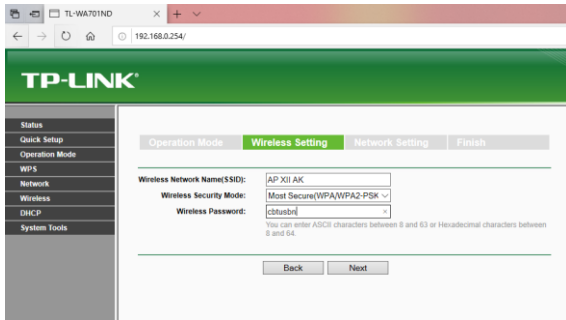 TL-WA701ND
192.168.0.254/
TP-LINK®
Status
Quick Setup
Operation Mode
WPS
Network
Wireless
DHCP
System Tools
Operation Mode Wireless Setting Network Setting Finish
Wireless Network Name(SSID): AP XII AK
Wireless Security Mode: Most Secure(WPA/WPA2-PSK
Wireless Password: cbtusbn
You can enter ASCII characters between 8 and 63 or Hexadecimal characters between
8 and 64.
Back Next